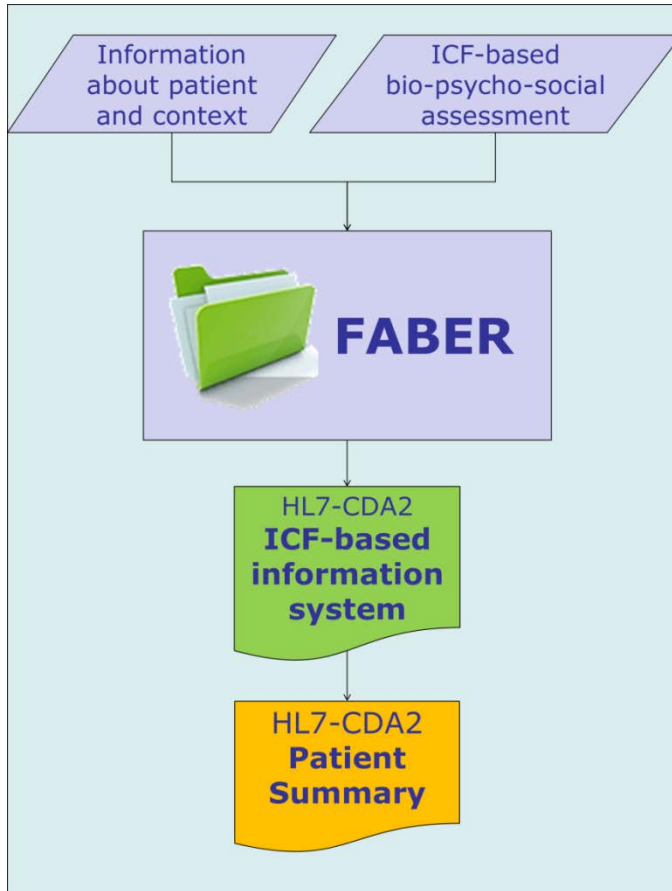 Information
about patient
and context
ICF-based
bio-psycho-social
assessment
FABER
HL7-CDA2
ICF-based
information
system
HL7-CDA2
Patient
Summary